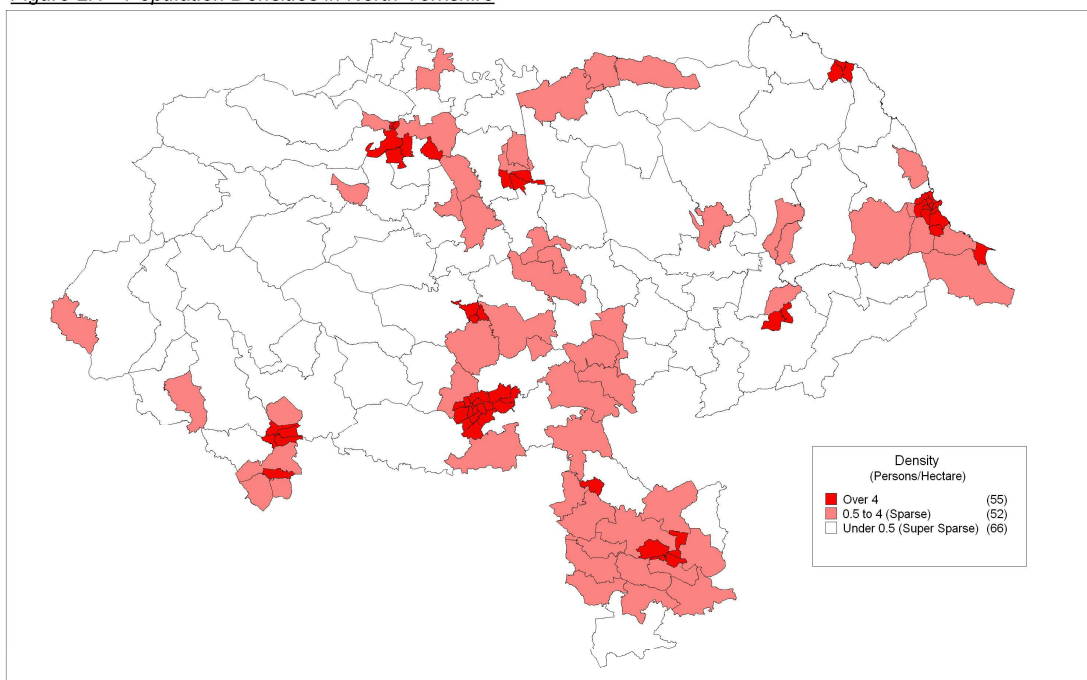 Figure Population Densities in North Yorkshire
Density
(Persons/Hectare)
Over 4 (55)
0.5 to 4 (Sparse) (52)
Under 0.5 (Super Sparse) (66)